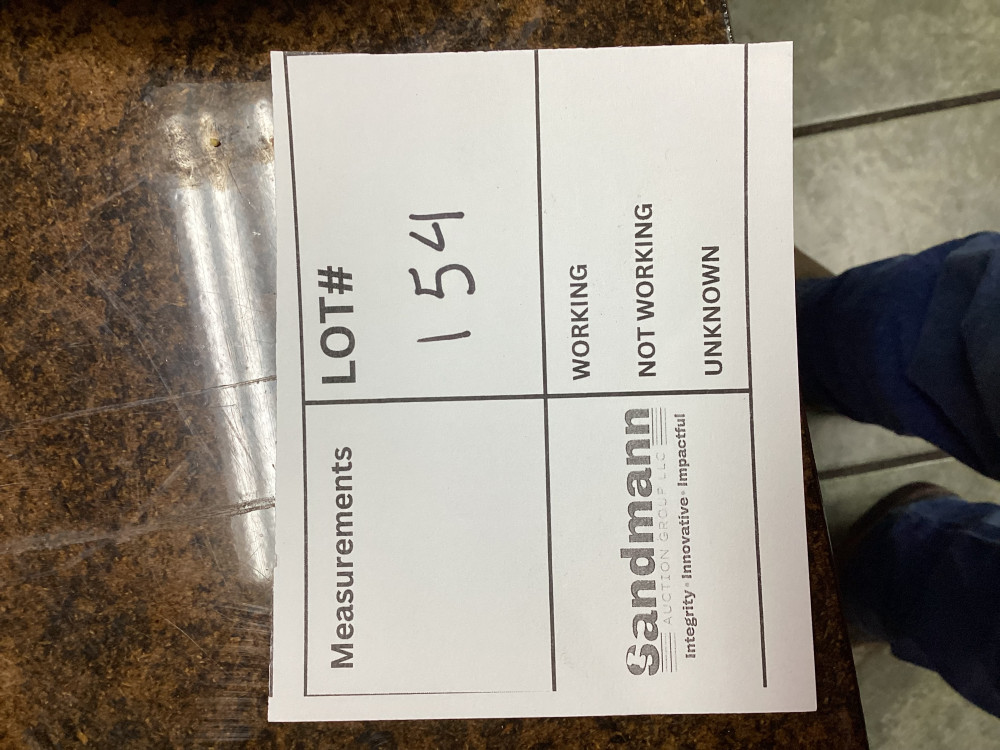 Measurements
LOT#
154
Sandmann
AUCTION GROUP LLC
Integrity • Innovative • Impactful
WORKING
NOT WORKING
UNKNOWN